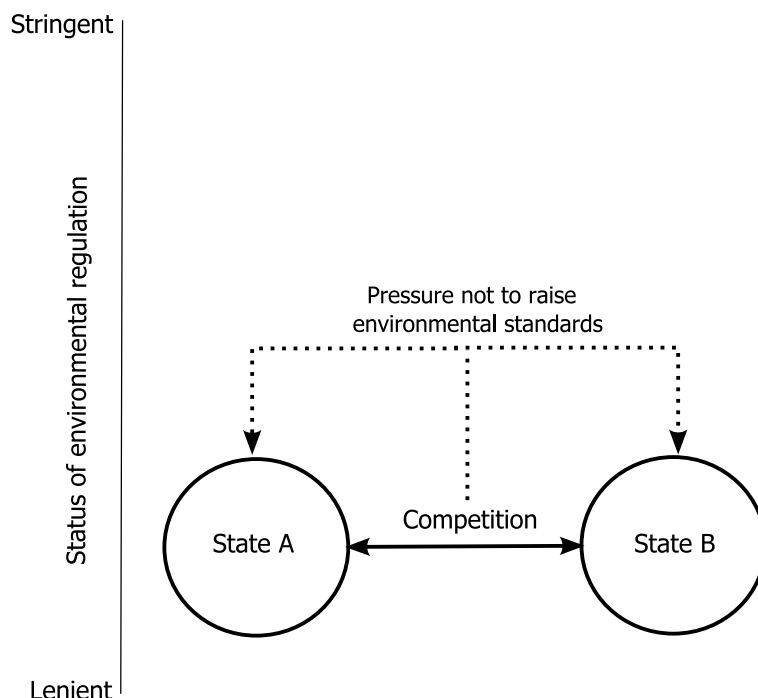 Stringent
Status of environmental regulation
Pressure not to raise
environmental standards
Competition
State A
State B
Lenient